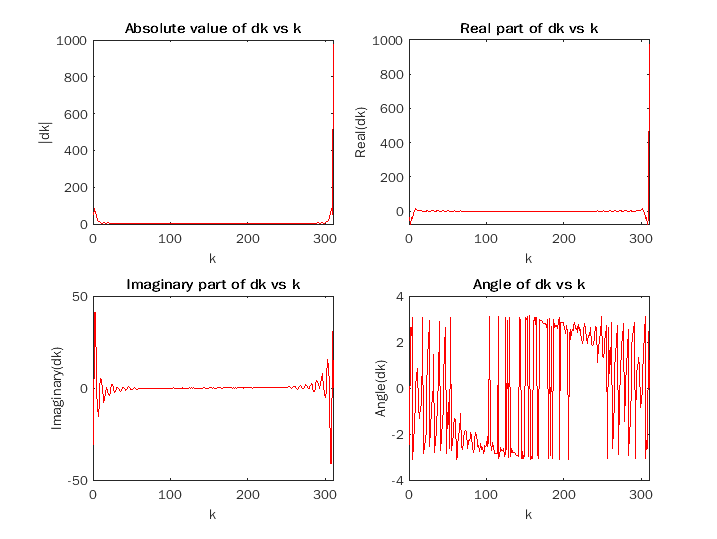 Absolute value of dk vs k
1000
800
600
400
200
0
|dk|
0 100 200 300
k
Real part of dk vs k
1000
800
600
400
200
0
Real(dk)
0 100 200 300
k
Imaginary part of dk vs k
50
0
-50
Imaginary(dk)
0 100 200 300
k
Angle of dk vs k
4
2
0
-2
-4
Angle(dk)
0 100 200 300
k